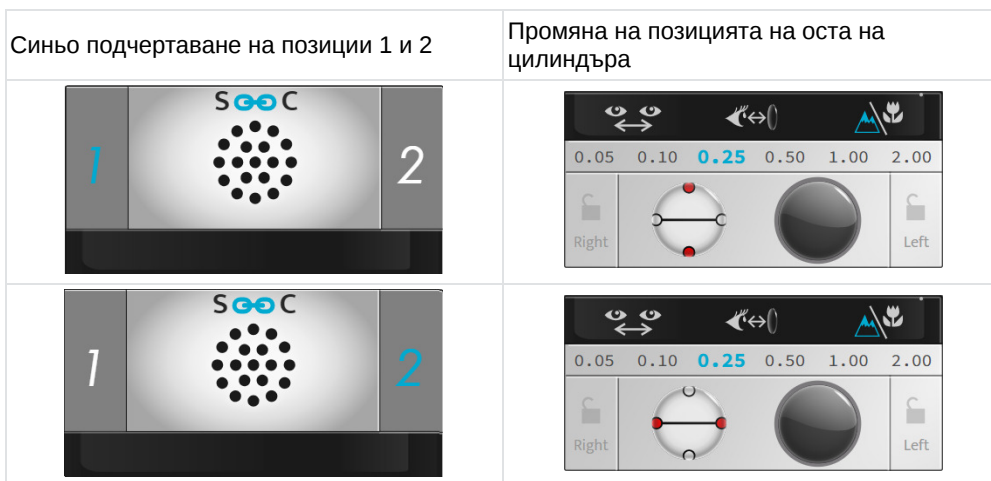 Синьо подчертаване на позиции 1 и 2
Промяна на позицията на оста на
цилиндъра
S C
1 2
0.05 0.10 0.25 0.50 1.00 2.00
Right Left
S C
1 2
0.05 0.10 0.25 0.50 1.00 2.00
Right Left